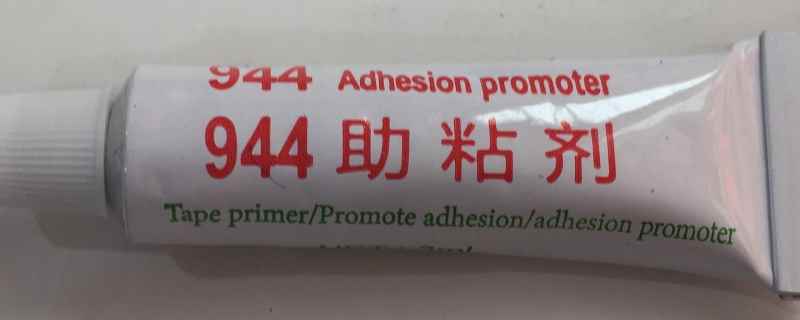 944 Adhesion promoter
944 助粘剂
Tape primer/Promote adhesion/adhesion promoter